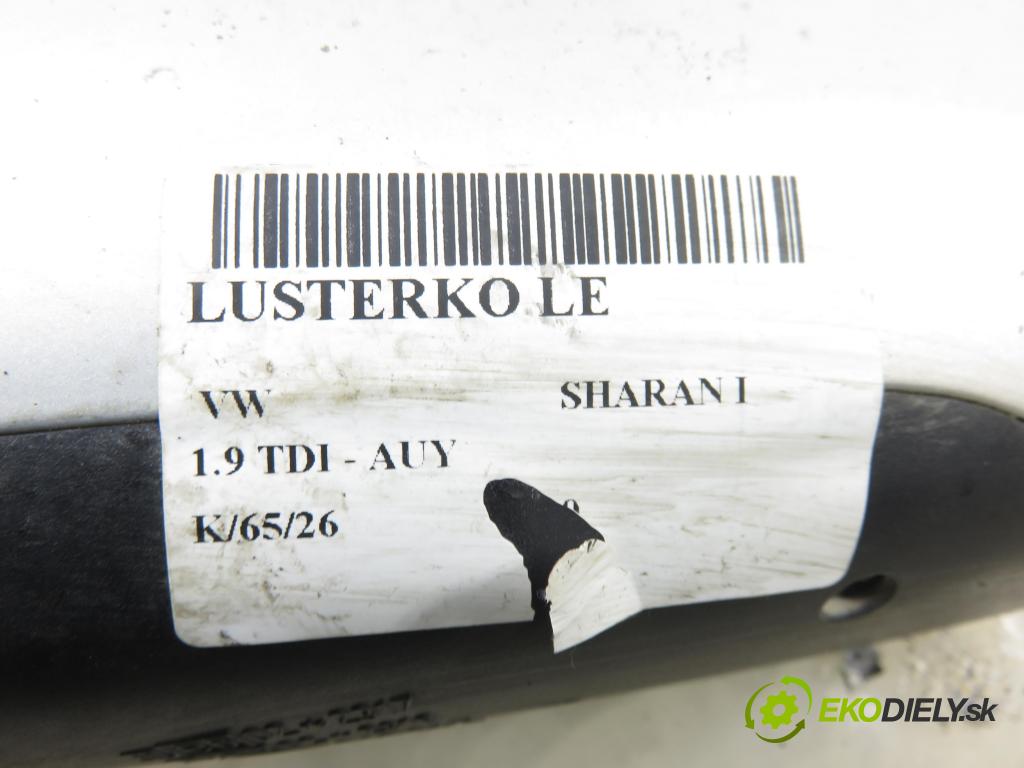 LUSTERKO LE
VW SHARAN I
1.9 TDI - AUY
K/65/26
EKODIELY.sk